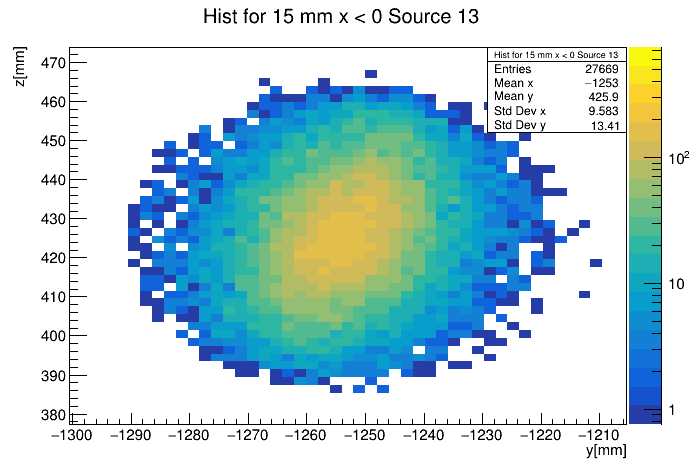 Hist for 15 mm x < 0 Source 13
z[mm]
Hist for 15 mm x < 0 Source 13
Entries 27669
Mean x −1253
Mean y 425.9
Std Dev x 9.583
Std Dev y 13.41
470
460
450
440
430
420
410
400
390
380
−1300 −1290 −1280 −1270 −1260 −1250 −1240 −1230 −1220 −1210
y[mm]
10²
10
1